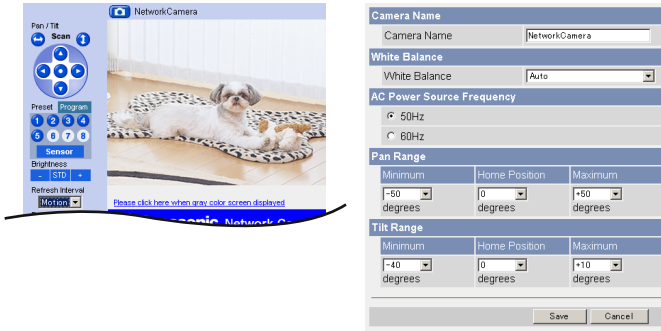 NetworkCamera
Pan / Tilt
Scan
Preset Program
1 2 3 4
5 6 7 8
Sensor
Brightness
- STD +
Refresh Interval
Motion
Please click here when gray color screen displayed
Camera Name
Camera Name NetworkCamera
White Balance
White Balance Auto
AC Power Source Frequency
50Hz
60Hz
Pan Range
Minimum Home Position Maximum
-50 0 +50
degrees degrees degrees
Tilt Range
Minimum Home Position Maximum
-40 0 +10
degrees degrees degrees
Save Cancel